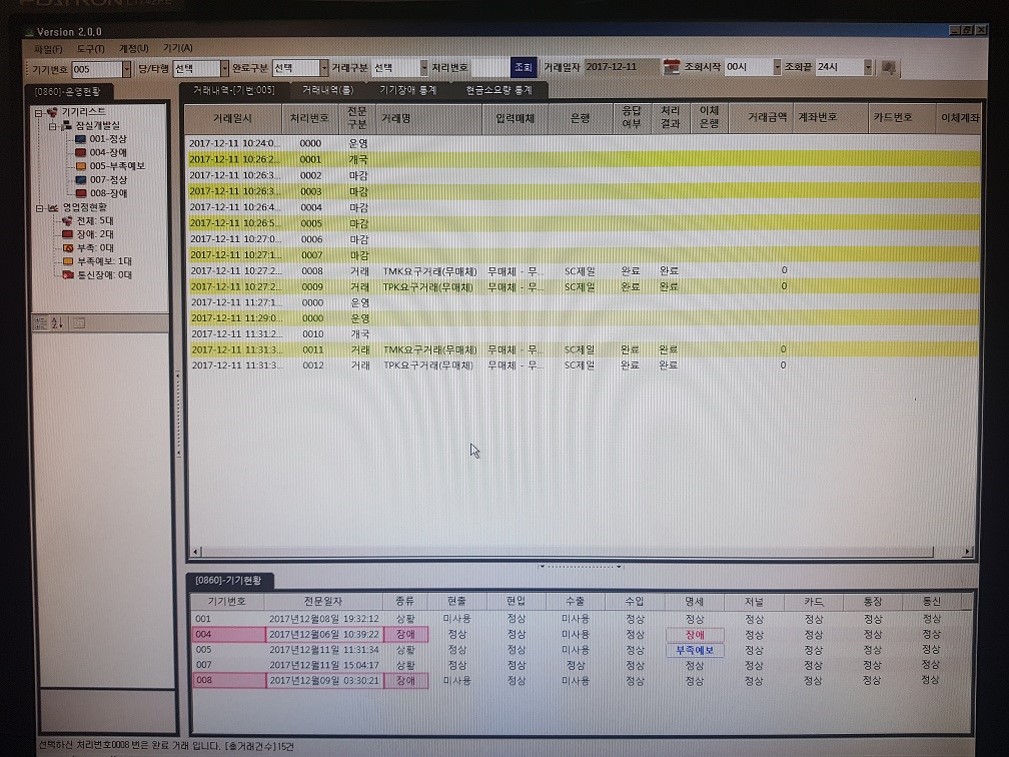 Version 2.0.0
파일(F) 도구(T) 계정(U) 기기(A)
기기번호 005 당/타행 선택 완료구분 선택 거래구분 선택 처리번호 조회 거래일자 2017-12-11 조회시작 00시 조회끝 24시
[0860]-운영현황
기기리스트
잠실개발실
001-정상
004-장애
005-부족예보
007-정상
008-장애
영업점현황
전체: 5대
장애: 2대
부족: 0대
부족예보: 1대
통신장애: 0대
거래내역-[기번:005] 거래내역(롤) 기기장애 통계 현금소요량 통계
거래일시 처리번호 전문구분 거래명 입력매체 은행 응답여부 처리결과 이체은행 거래금액 계좌번호 카드번호 이체계좌
2017-12-11 10:24:0... 0000 운영
2017-12-11 10:26:2... 0001 개국
2017-12-11 10:26:3... 0002 마감
2017-12-11 10:26:3... 0003 마감
2017-12-11 10:26:4... 0004 마감
2017-12-11 10:26:5... 0005 마감
2017-12-11 10:27:0... 0006 마감
2017-12-11 10:27:1... 0007 마감
2017-12-11 10:27:2... 0008 거래 TMK요구거래(무매체) 무매체 - 무... SC제일 완료 완료 0
2017-12-11 10:27:2... 0009 거래 TPK요구거래(무매체) 무매체 - 무... SC제일 완료 완료 0
2017-12-11 11:27:1... 0000 운영
2017-12-11 11:29:0... 0000 운영
2017-12-11 11:31:2... 0010 개국
2017-12-11 11:31:3... 0011 거래 TMK요구거래(무매체) 무매체 - 무... SC제일 완료 완료 0
2017-12-11 11:31:3... 0012 거래 TPK요구거래(무매체) 무매체 - 무... SC제일 완료 완료 0
[0860]-기기현황
기기번호 전문일자 종류 현출 현입 수출 수입 명세 저널 카드 통장 통신
001 2017년12월08일 19:32:12 상황 미사용 정상 미사용 정상 정상 정상 정상 정상 정상
004 2017년12월06일 10:39:22 장애 정상 정상 미사용 정상 장애 정상 정상 정상 정상
005 2017년12월11일 11:31:34 상황 미사용 정상 미사용 정상 부족예보 정상 정상 정상 정상
007 2017년12월11일 15:04:17 상황 정상 정상 정상 정상 정상 정상 정상 정상 정상
008 2017년12월09일 03:30:21 장애 미사용 정상 미사용 정상 정상 정상 정상 정상 정상
선택하신 처리번호0008 번은 완료 거래 입니다. [총거래건수]15건